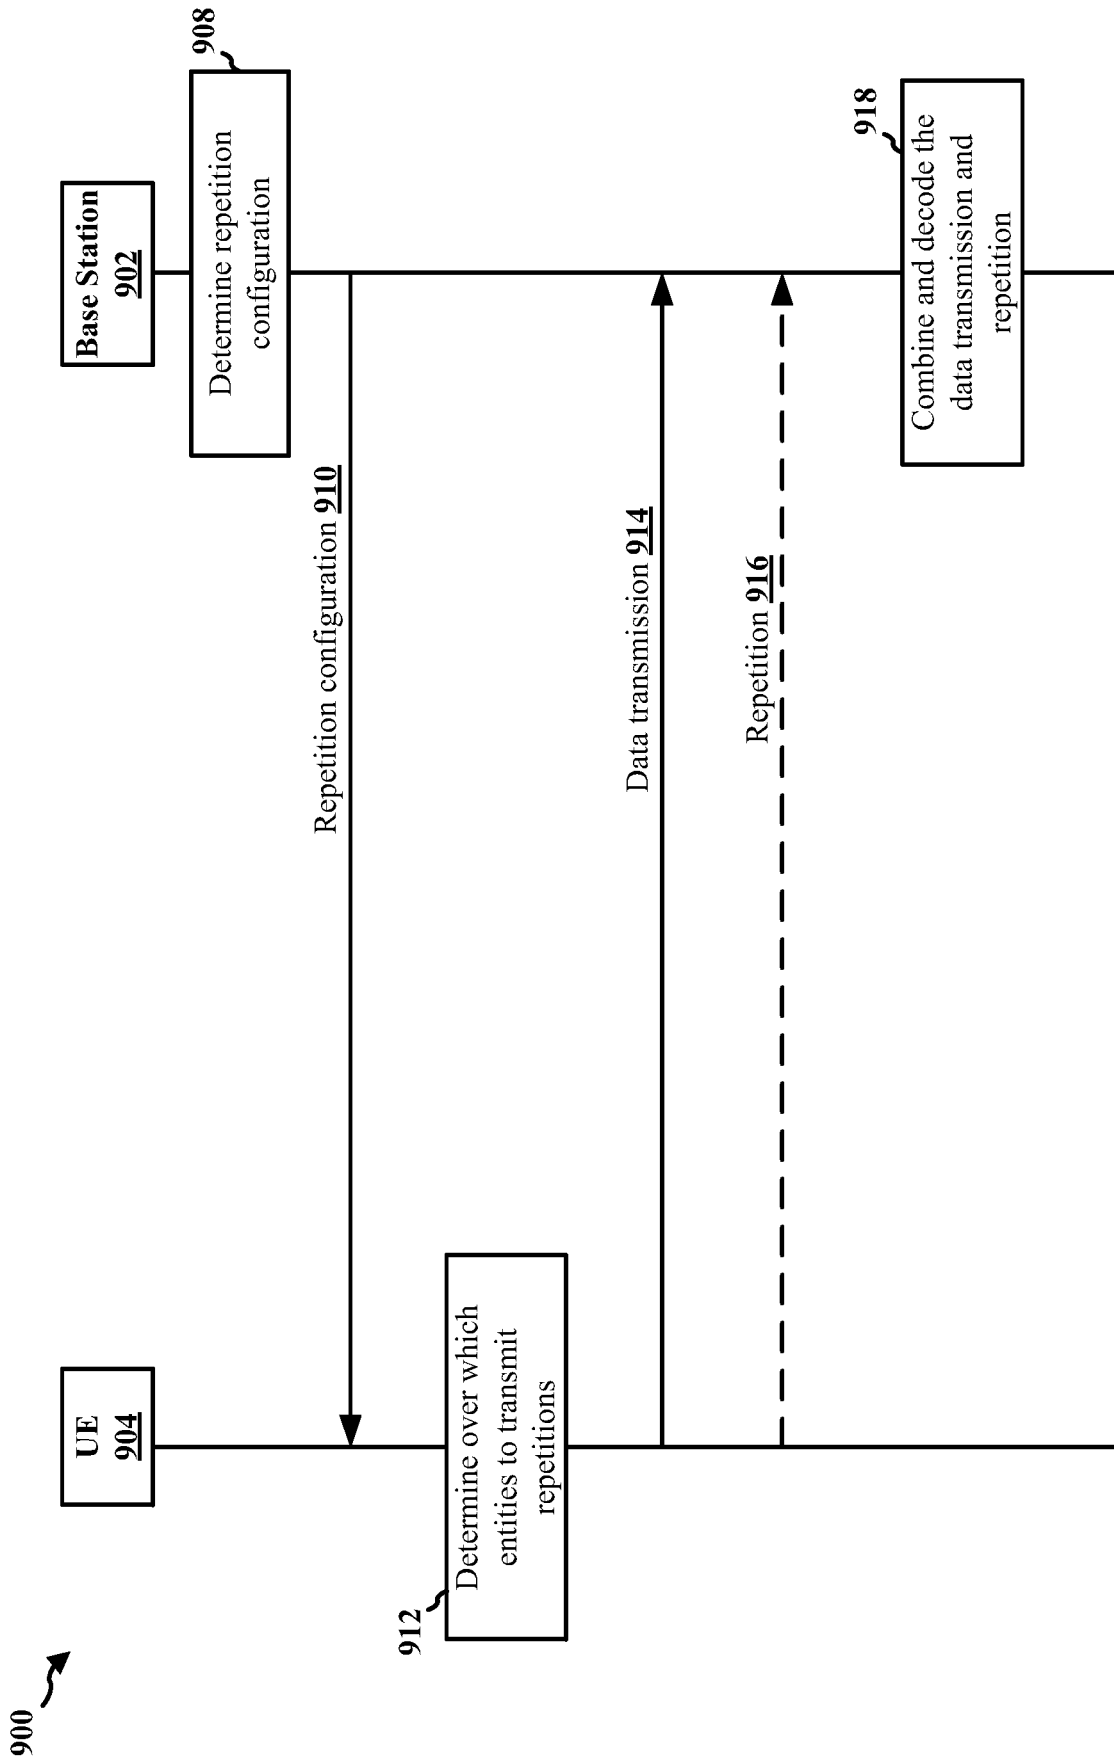 900
UE
904
Base Station
902
908
Determine repetition
configuration
Repetition configuration 910
912
Determine over which
entities to transmit
repetitions
Data transmission 914
Repetition 916
918
Combine and decode the
data transmission and
repetition